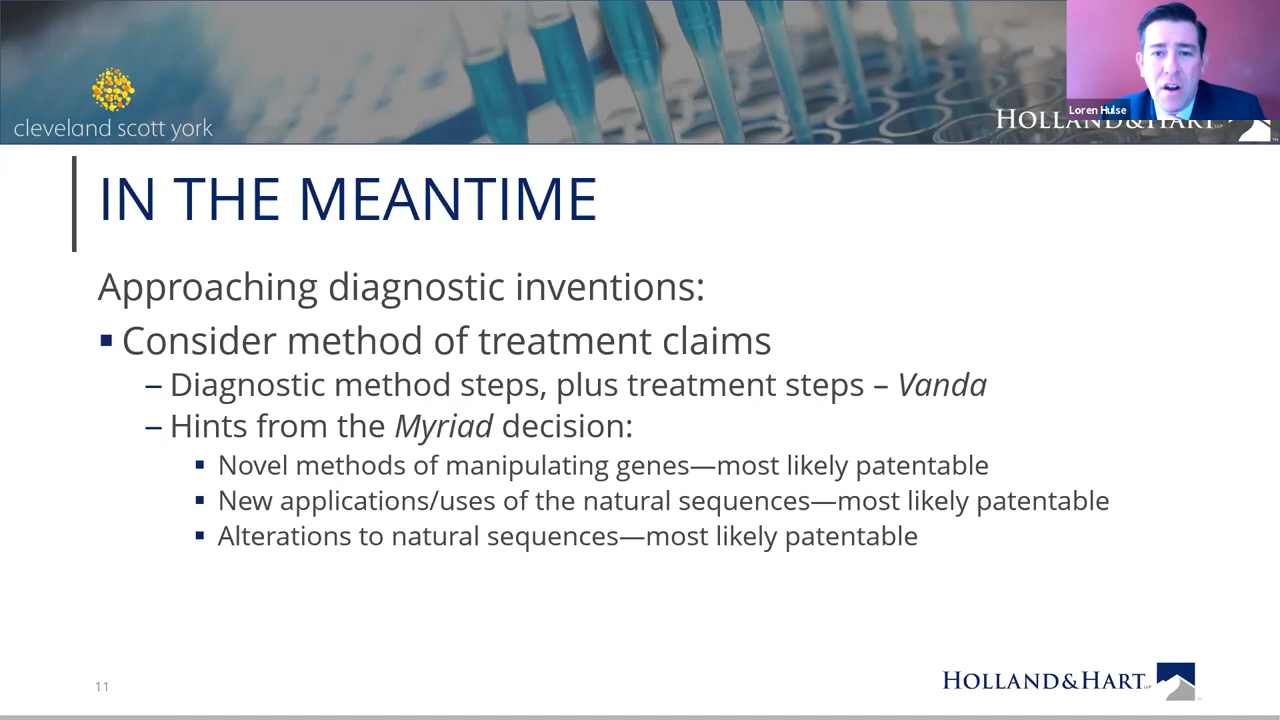 cleveland scott york
HOLLAND&HART
Loren Hulse
IN THE MEANTIME
Approaching diagnostic inventions:
▪ Consider method of treatment claims
– Diagnostic method steps, plus treatment steps – Vanda
– Hints from the Myriad decision:
▪ Novel methods of manipulating genes—most likely patentable
▪ New applications/uses of the natural sequences—most likely patentable
▪ Alterations to natural sequences—most likely patentable
11
HOLLAND&HART